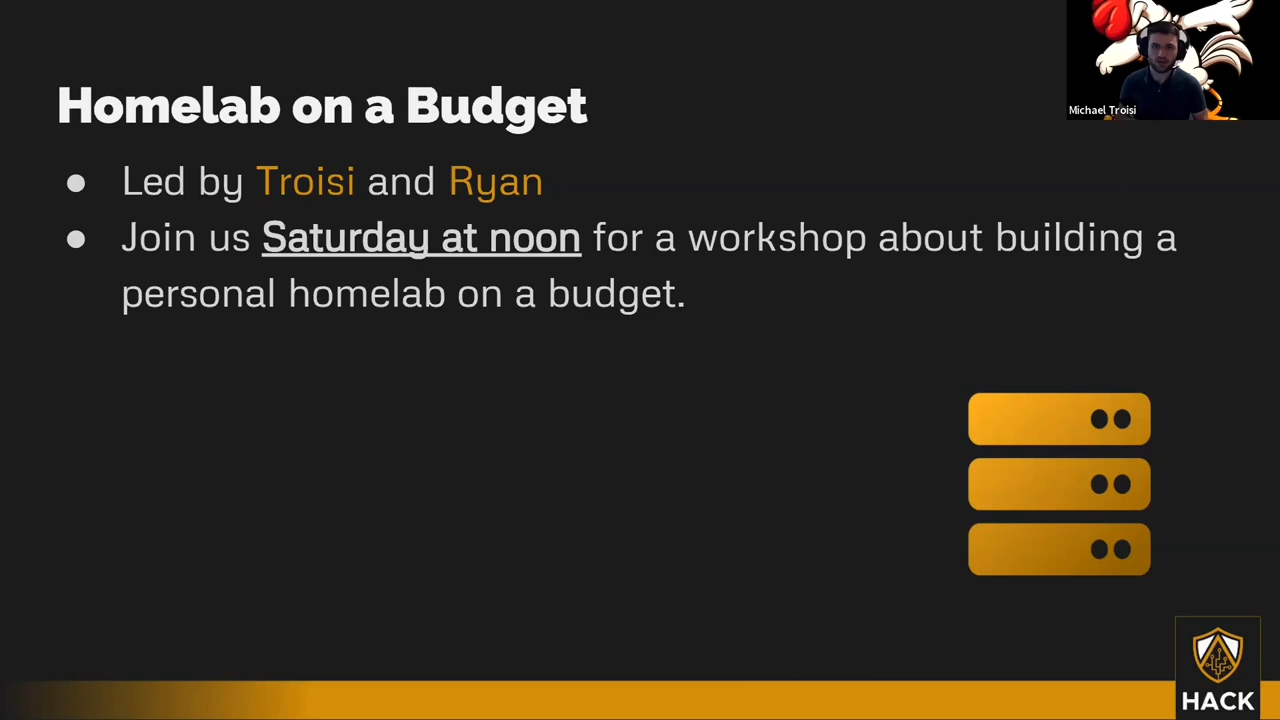 Michael Troisi
Homelab on a Budget
● Led by Troisi and Ryan
● Join us Saturday at noon for a workshop about building a
personal homelab on a budget.
HACK